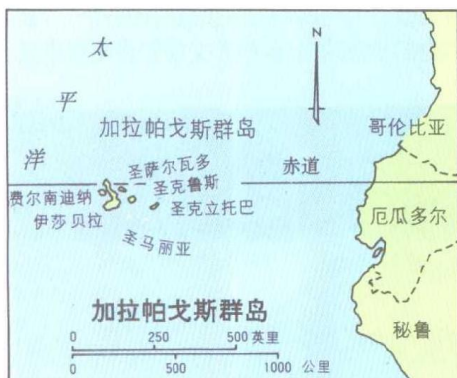 太
平
洋
N
加拉帕戈斯群岛
哥伦比亚
圣萨尔瓦多
赤道
圣克鲁斯
费尔南迪纳
圣克立托巴
伊莎贝拉
厄瓜多尔
圣马丽亚
加拉帕戈斯群岛
秘鲁
0 250 500 英里
0 500 1000 公里